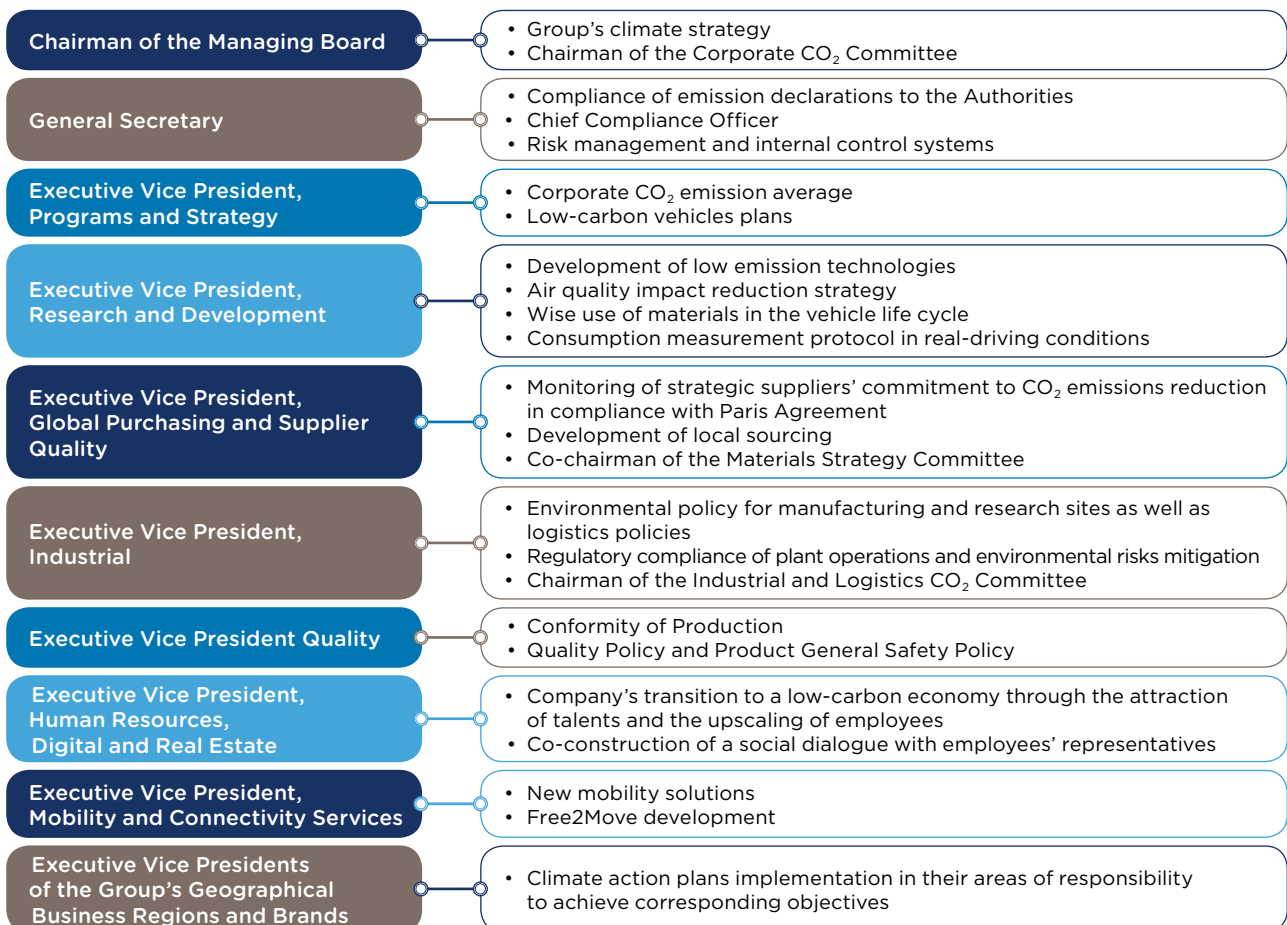 Chairman of the Managing Board
• Group's climate strategy
• Chairman of the Corporate CO₂ Committee
General Secretary
• Compliance of emission declarations to the Authorities
• Chief Compliance Officer
• Risk management and internal control systems
Executive Vice President,
Programs and Strategy
• Corporate CO₂ emission average
• Low-carbon vehicles plans
Executive Vice President,
Research and Development
• Development of low emission technologies
• Air quality impact reduction strategy
• Wise use of materials in the vehicle life cycle
• Consumption measurement protocol in real-driving conditions
Executive Vice President,
Global Purchasing and Supplier
Quality
• Monitoring of strategic suppliers' commitment to CO₂ emissions reduction
in compliance with Paris Agreement
• Development of local sourcing
• Co-chairman of the Materials Strategy Committee
Executive Vice President,
Industrial
• Environmental policy for manufacturing and research sites as well as
logistics policies
• Regulatory compliance of plant operations and environmental risks mitigation
• Chairman of the Industrial and Logistics CO₂ Committee
Executive Vice President Quality
• Conformity of Production
• Quality Policy and Product General Safety Policy
Executive Vice President,
Human Resources,
Digital and Real Estate
• Company's transition to a low-carbon economy through the attraction
of talents and the upscaling of employees
• Co-construction of a social dialogue with employees' representatives
Executive Vice President,
Mobility and Connectivity Services
• New mobility solutions
• Free2Move development
Executive Vice Presidents
of the Group's Geographical
Business Regions and Brands
• Climate action plans implementation in their areas of responsibility
to achieve corresponding objectives